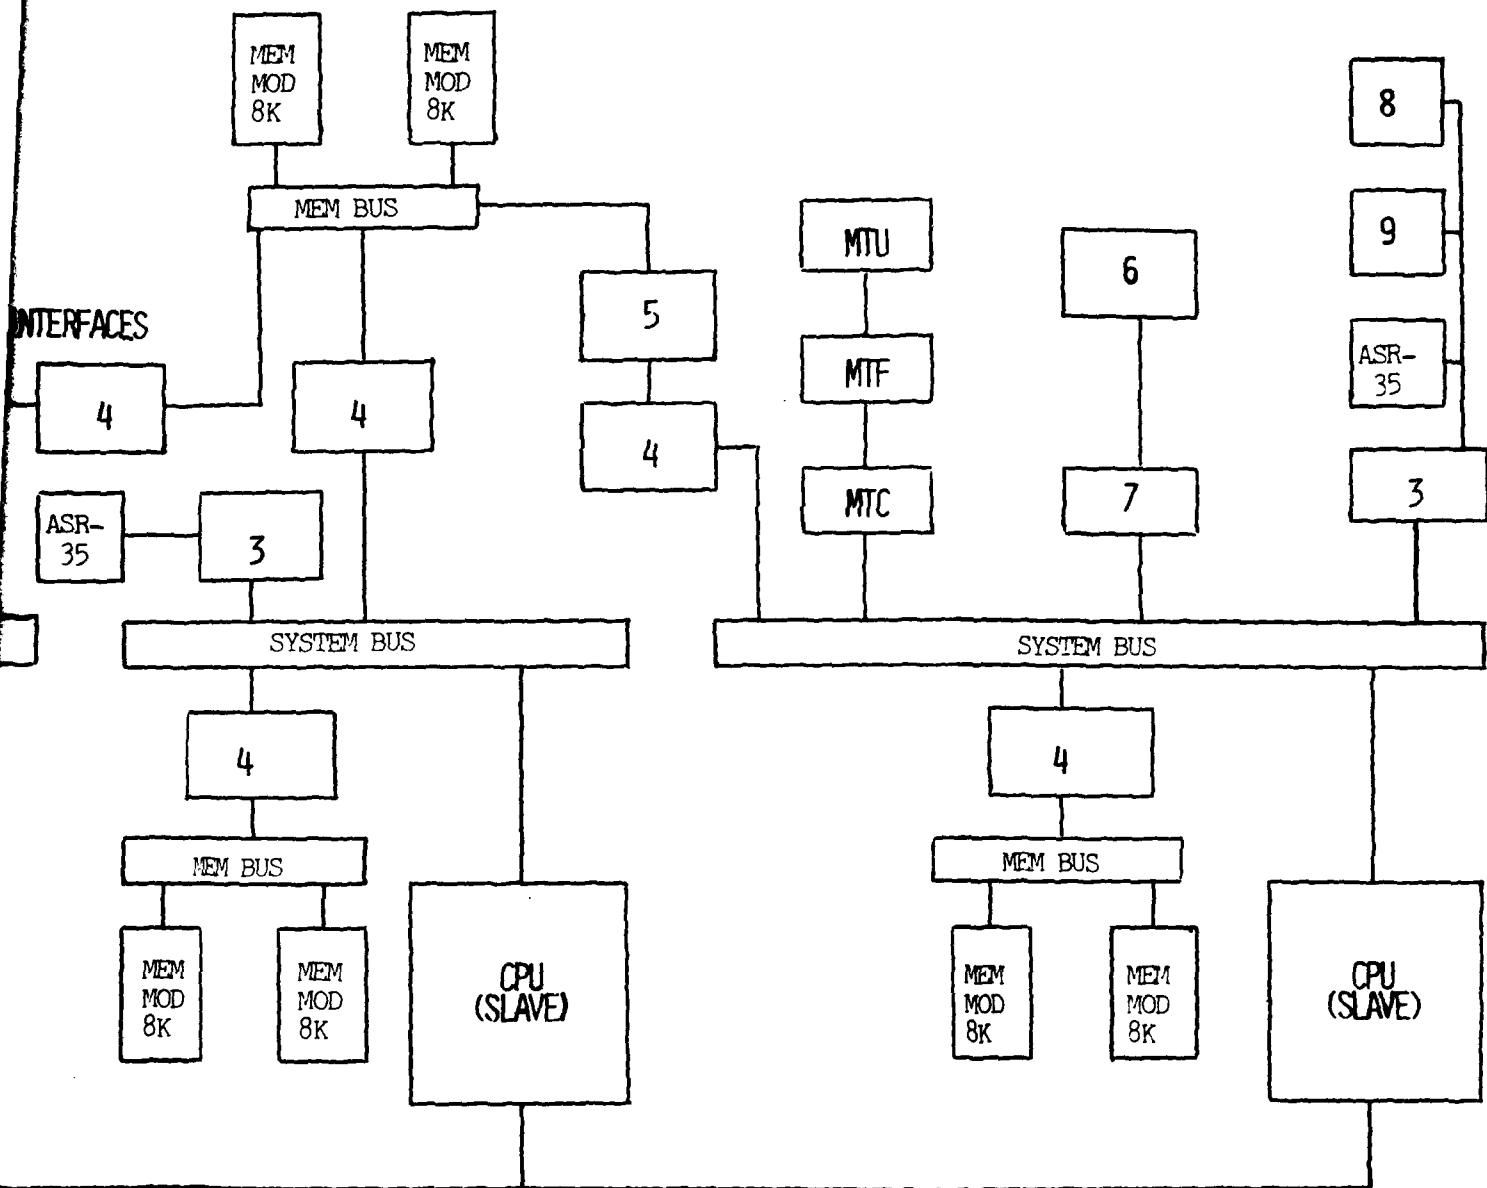 MEM
MOD
8K
MEM
MOD
8K
MEM BUS
8
9
ASR-
35
3
MTU
MTF
MTC
6
7
5
4
INTERFACES
4
4
ASR-
35
3
SYSTEM BUS
SYSTEM BUS
4
4
MEM BUS
MEM BUS
MEM
MOD
8K
MEM
MOD
8K
CPU
(SLAVE)
MEM
MOD
8K
MEM
MOD
8K
CPU
(SLAVE)